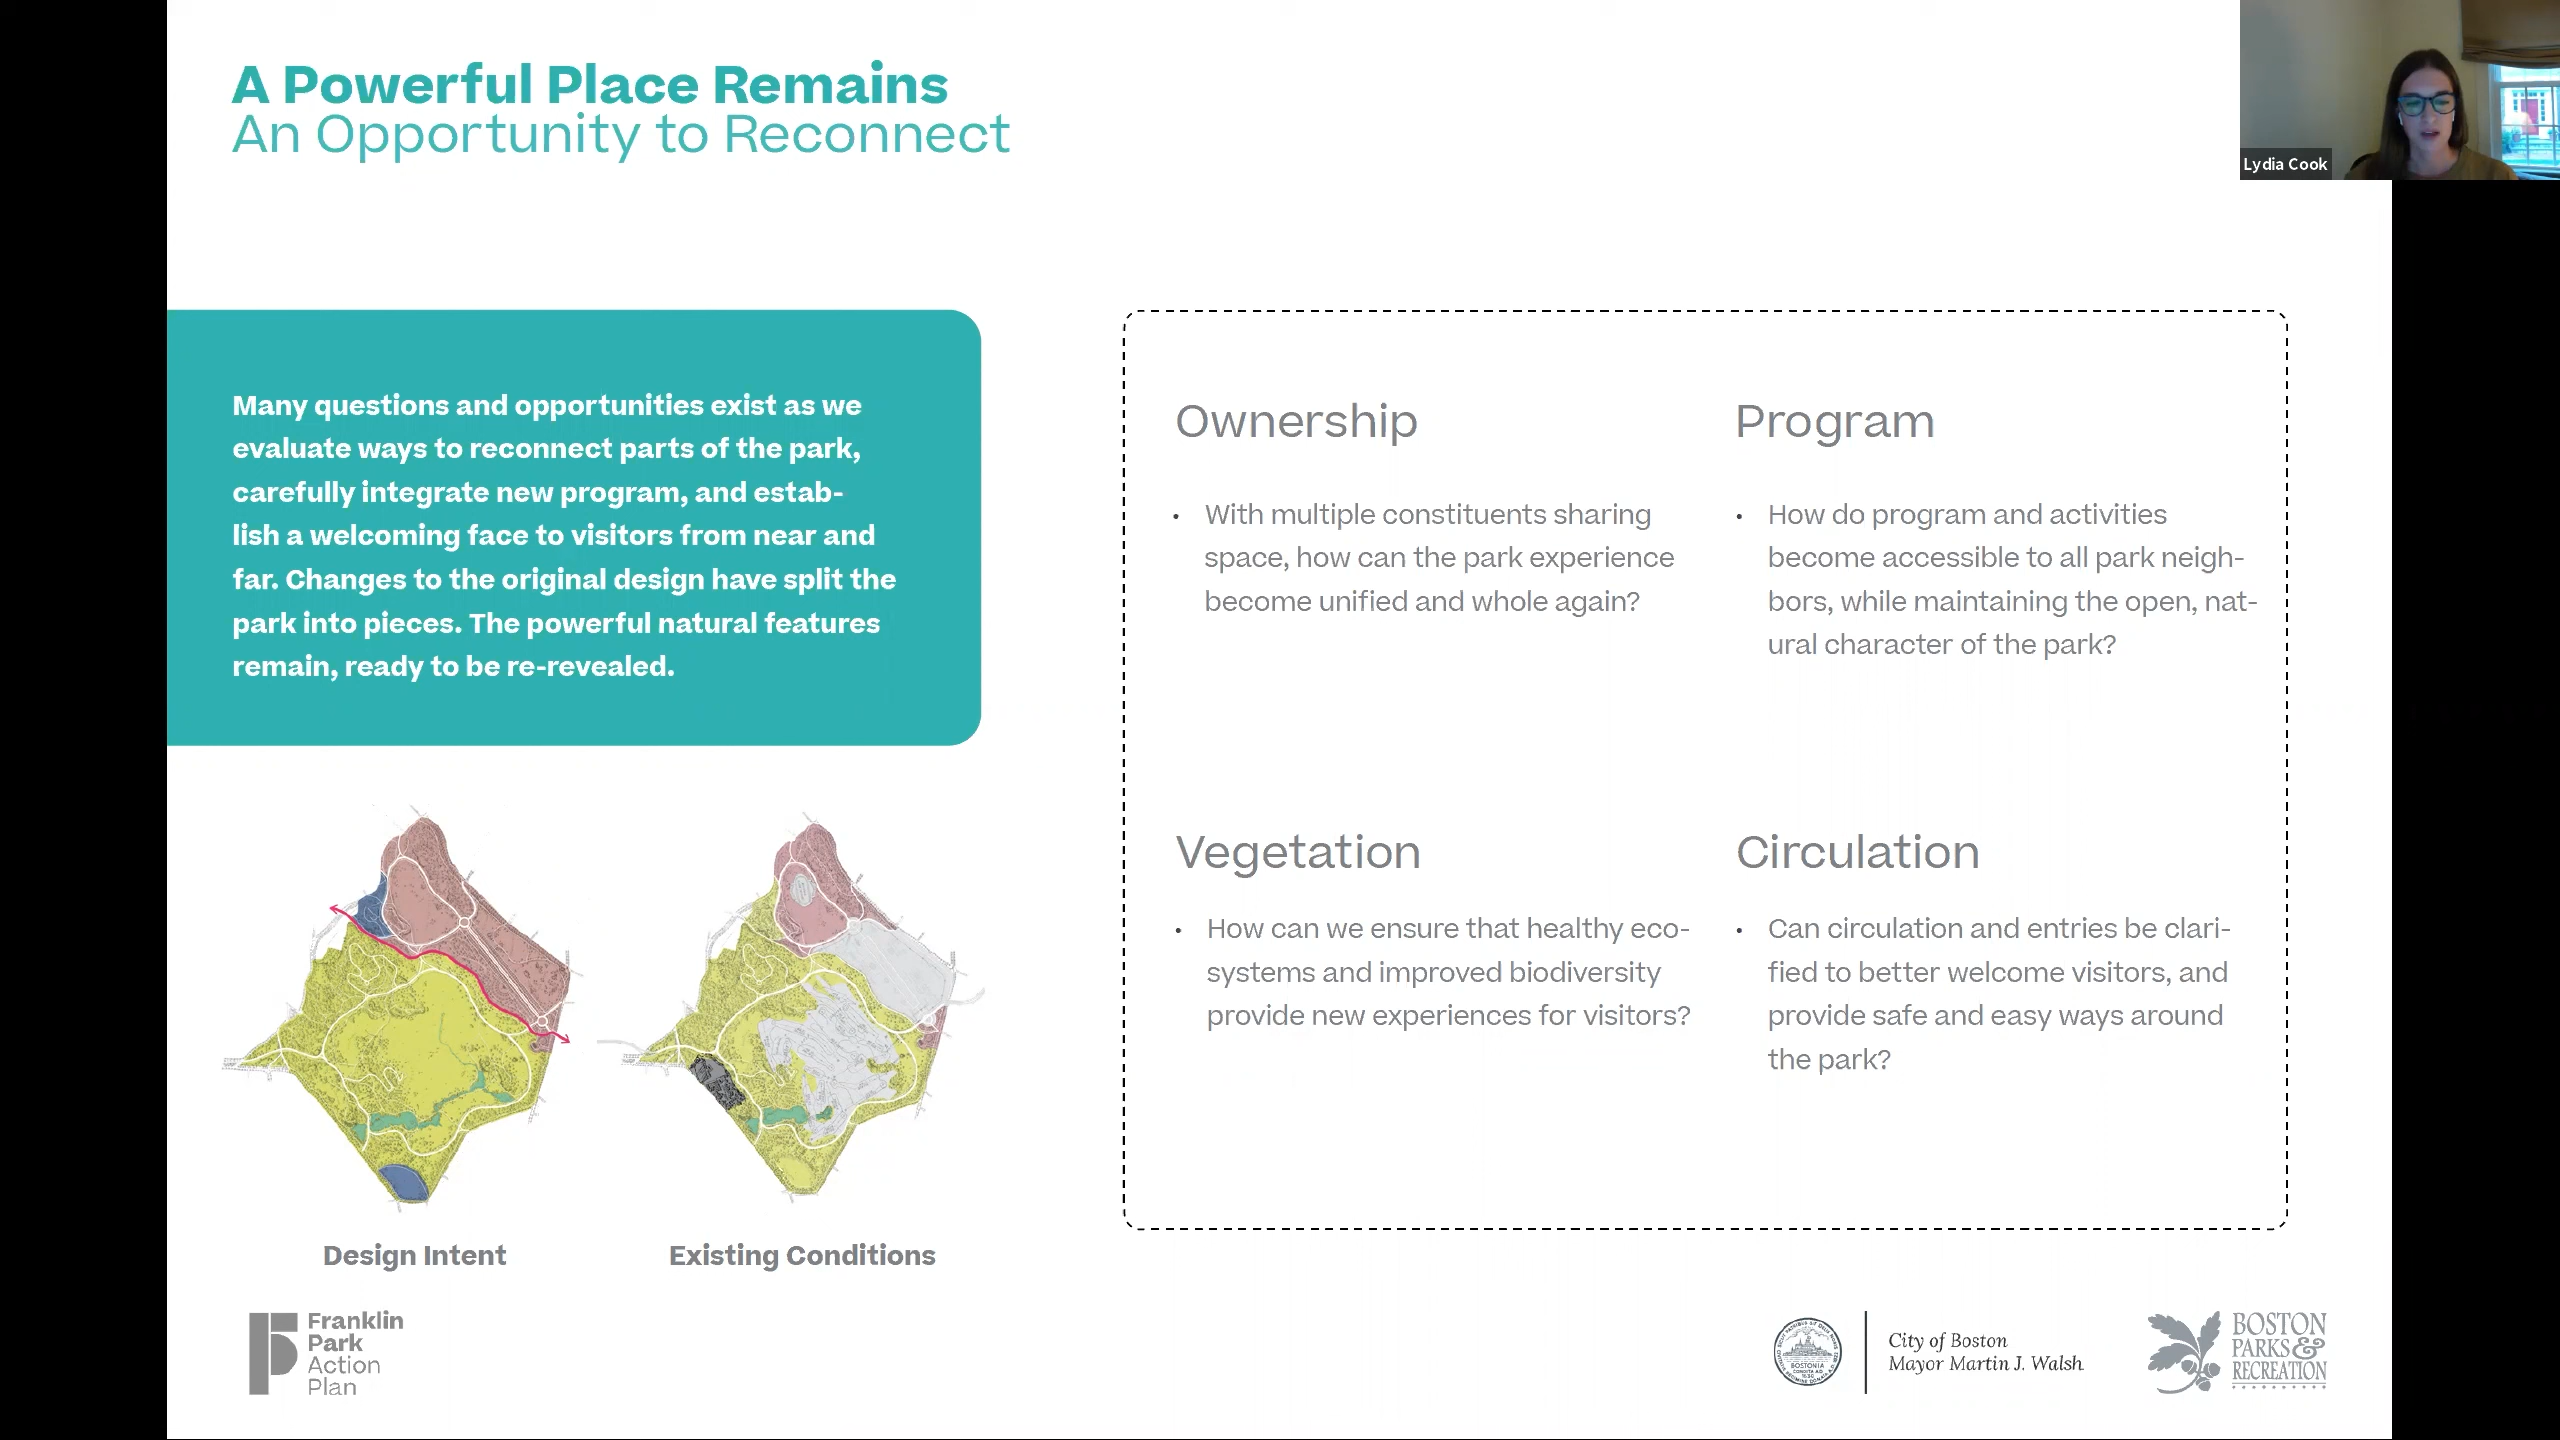 A Powerful Place Remains
An Opportunity to Reconnect
Lydia Cook
Many questions and opportunities exist as we
evaluate ways to reconnect parts of the park,
carefully integrate new program, and estab-
lish a welcoming face to visitors from near and
far. Changes to the original design have split the
park into pieces. The powerful natural features
remain, ready to be re-revealed.
Ownership
• With multiple constituents sharing
space, how can the park experience
become unified and whole again?
Program
• How do program and activities
become accessible to all park neigh-
bors, while maintaining the open, nat-
ural character of the park?
Vegetation
• How can we ensure that healthy eco-
systems and improved biodiversity
provide new experiences for visitors?
Circulation
• Can circulation and entries be clari-
fied to better welcome visitors, and
provide safe and easy ways around
the park?
Design Intent
Existing Conditions
Franklin
Park
Action
Plan
BOSTONIA
City of Boston
Mayor Martin J. Walsh
BOSTON
PARKS &
RECREATION